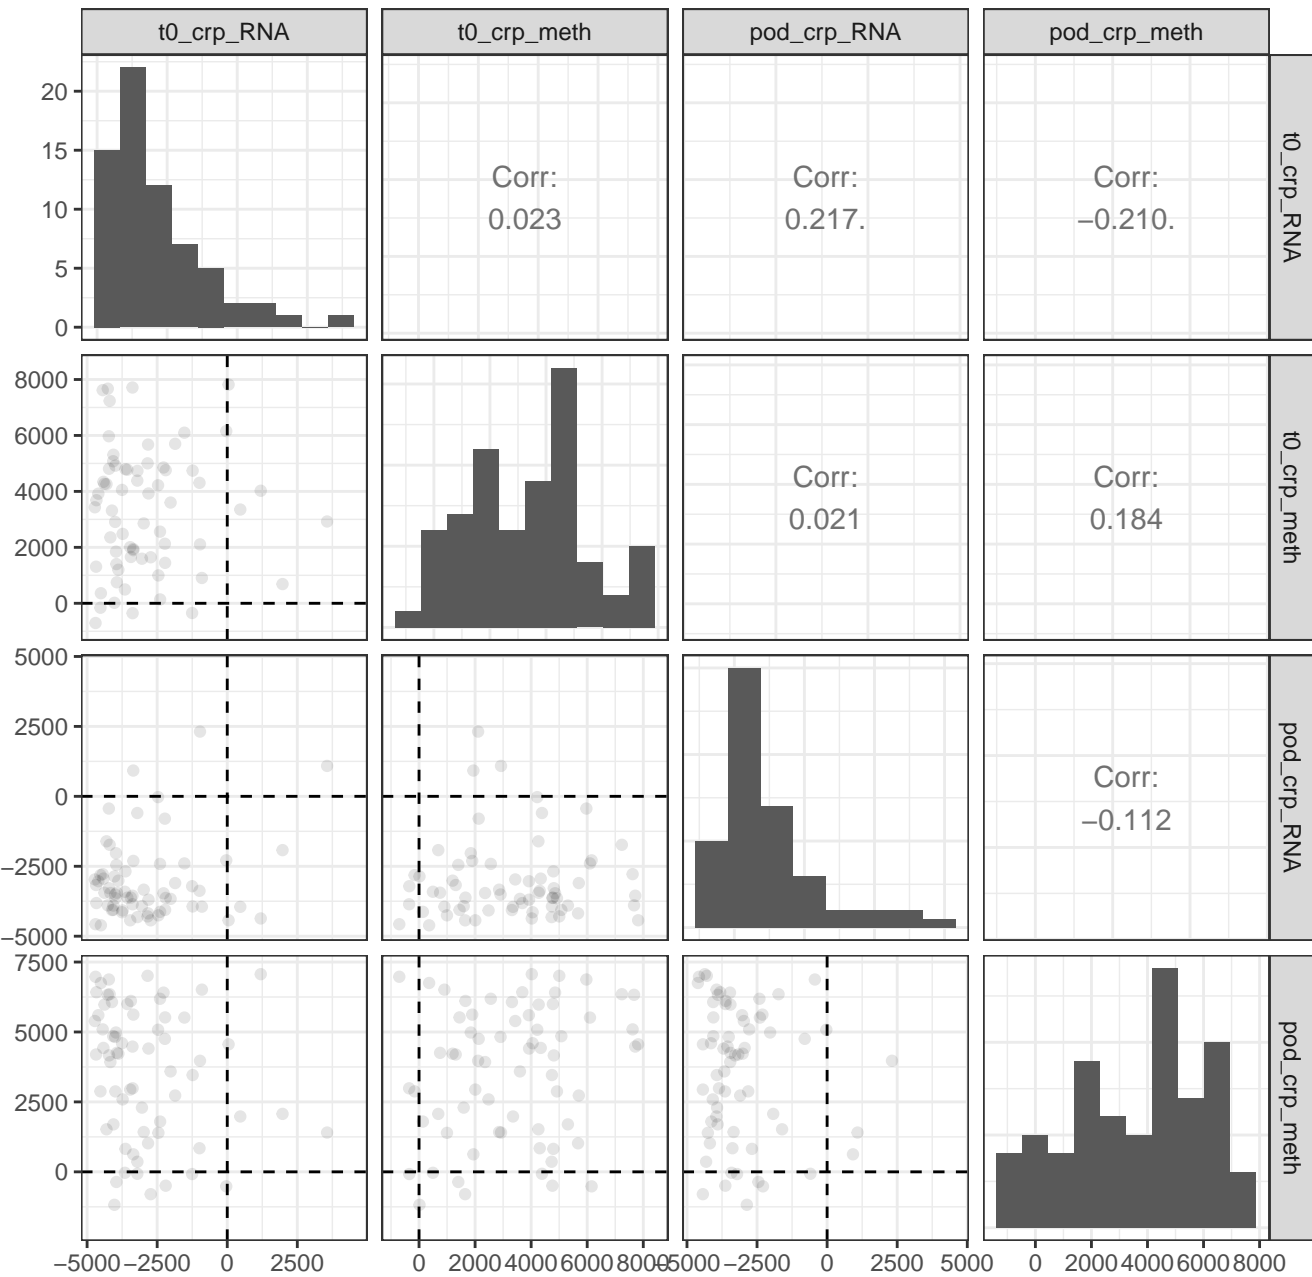 t0_crp_RNA t0_crp_meth pod_crp_RNA pod_crp_meth
20
15
10
5
0
Corr:
0.023
Corr:
0.217.
Corr:
−0.210.
t0_crp_RNA
8000
6000
4000
2000
0
Corr:
0.021
Corr:
0.184
t0_crp_meth
5000
2500
0
−2500
−5000
Corr:
−0.112
pod_crp_RNA
7500
5000
2500
0
pod_crp_meth
−5000 −2500 0 2500 0 2000 4000 6000 8000 −5000 −2500 0 2500 5000 0 2000 4000 6000 8000